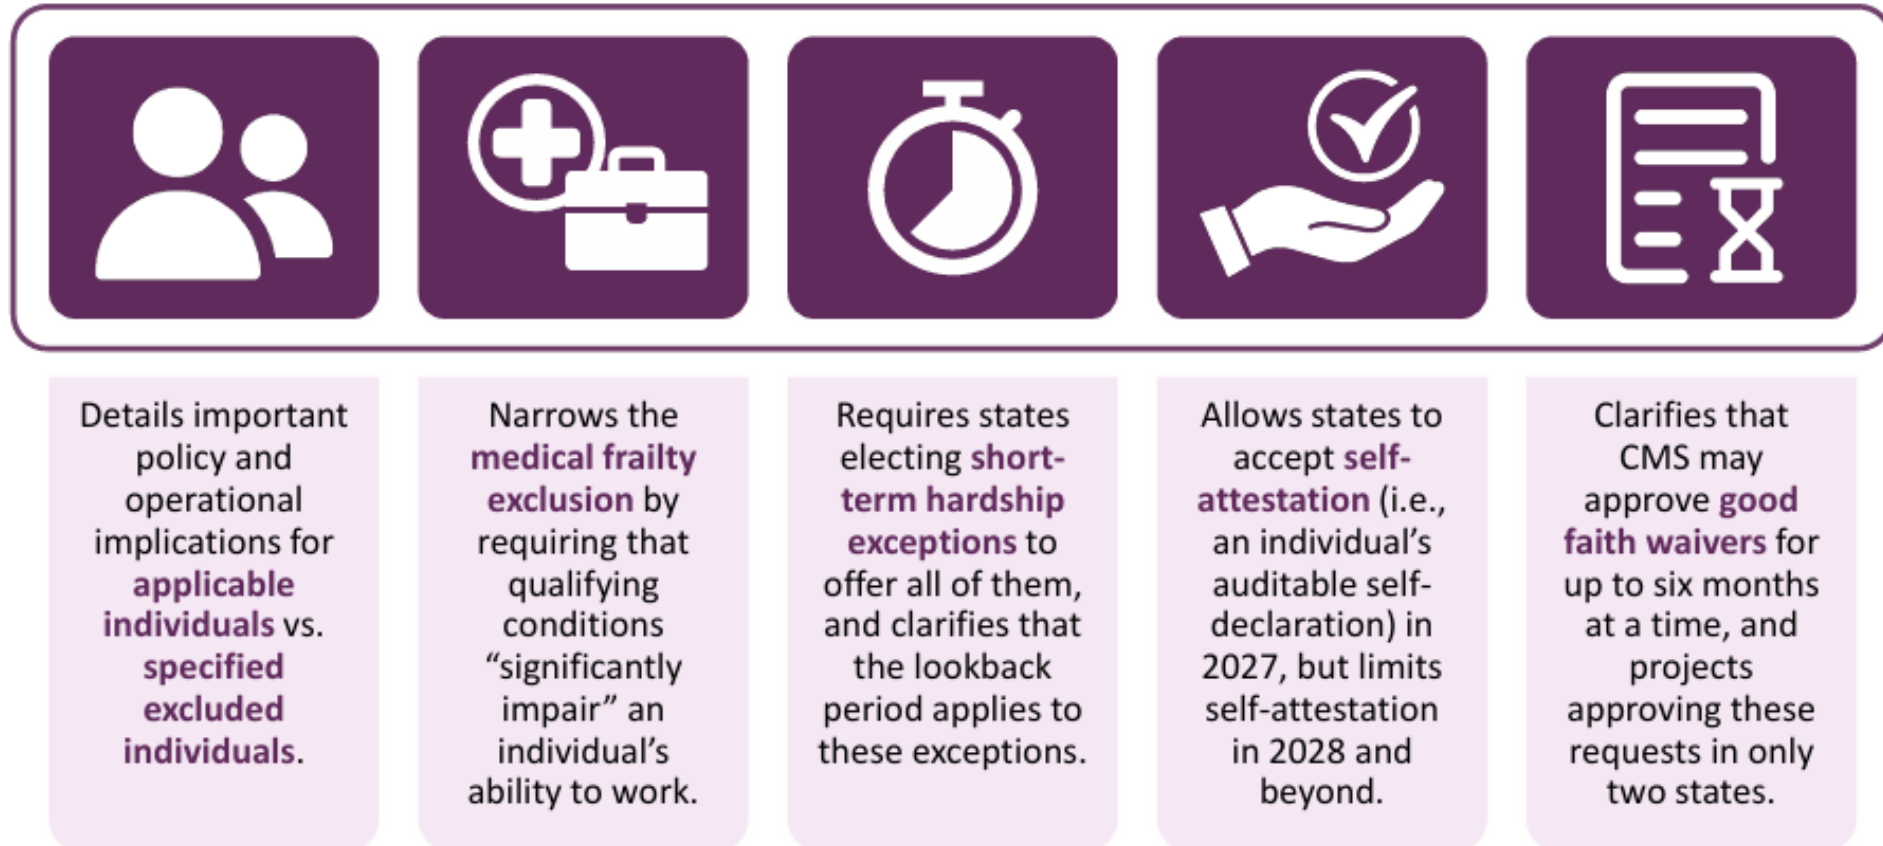 Details important
policy and
operational
implications for
applicable
individuals vs.
specified
excluded
individuals.
Narrows the
medical frailty
exclusion by
requiring that
qualifying
conditions
“significantly
impair” an
individual’s
ability to work.
Requires states
electing short-
term hardship
exceptions to
offer all of them,
and clarifies that
the lookback
period applies to
these exceptions.
Allows states to
accept self-
attestation (i.e.,
an individual’s
auditable self-
declaration) in
2027, but limits
self-attestation
in 2028 and
beyond.
Clarifies that
CMS may
approve good
faith waivers for
up to six months
at a time, and
projects
approving these
requests in only
two states.